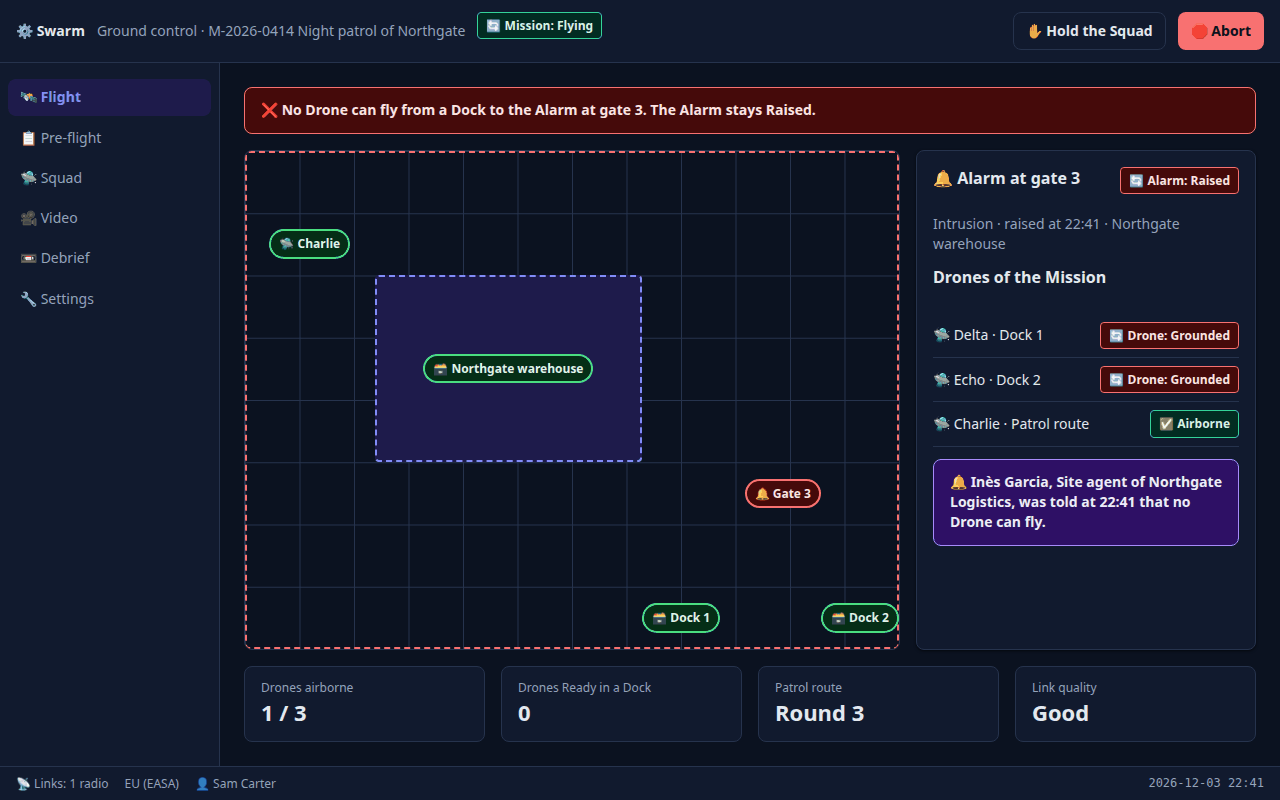 ⚙️ Swarm
Ground control · M-2026-0414 Night patrol of Northgate
🔄 Mission: Flying
✋ Hold the Squad
🛑 Abort
🛰️ Flight
📋 Pre-flight
🛸 Squad
🎥 Video
📼 Debrief
🔧 Settings
❌ No Drone can fly from a Dock to the Alarm at gate 3. The Alarm stays Raised.
🛸 Charlie
🗃️ Northgate warehouse
🔔 Gate 3
🗃️ Dock 1
🗃️ Dock 2
🔔 Alarm at gate 3
🔄 Alarm: Raised
Intrusion · raised at 22:41 · Northgate
warehouse
Drones of the Mission
🛸 Delta · Dock 1
🔄 Drone: Grounded
🛸 Echo · Dock 2
🔄 Drone: Grounded
🛸 Charlie · Patrol route
✅ Airborne
🔔 Inès Garcia, Site agent of Northgate
Logistics, was told at 22:41 that no
Drone can fly.
Drones airborne
1 / 3
Drones Ready in a Dock
0
Patrol route
Round 3
Link quality
Good
📡 Links: 1 radio
EU (EASA)
👤 Sam Carter
2026-12-03 22:41